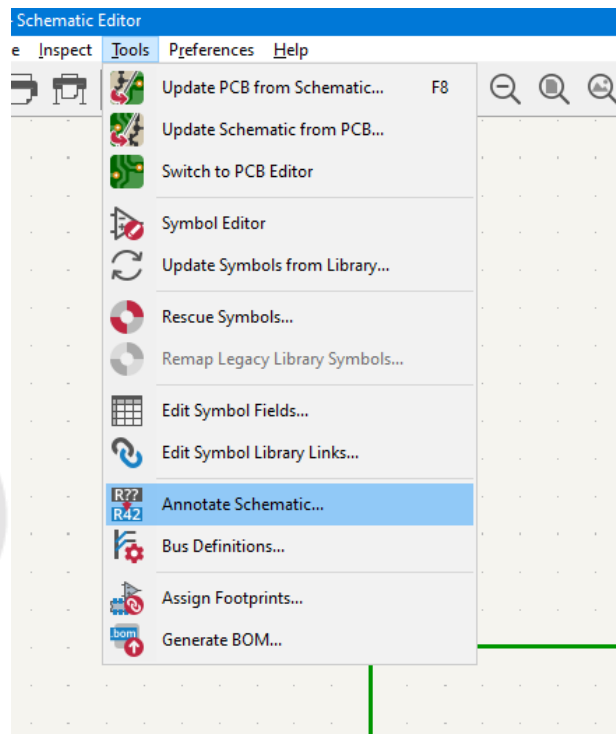 Schematic Editor
e Inspect Tools Preferences Help
Update PCB from Schematic... F8
Update Schematic from PCB...
Switch to PCB Editor
Symbol Editor
Update Symbols from Library...
Rescue Symbols...
Remap Legacy Library Symbols...
Edit Symbol Fields...
Edit Symbol Library Links...
R??
R42
Annotate Schematic...
Bus Definitions...
Assign Footprints...
.bom
Generate BOM...